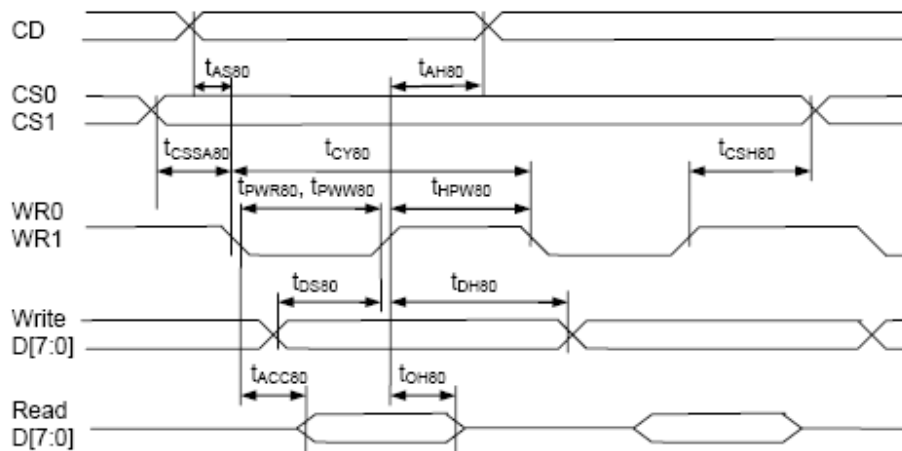 CD
tAS80
tAH80
CS0
CS1
tCSSA80
tCY80
tCSH80
tPWR80, tPWW80
tHPW80
WR0
WR1
tDS80
tDH80
Write
D[7:0]
tACC80
tOH80
Read
D[7:0]